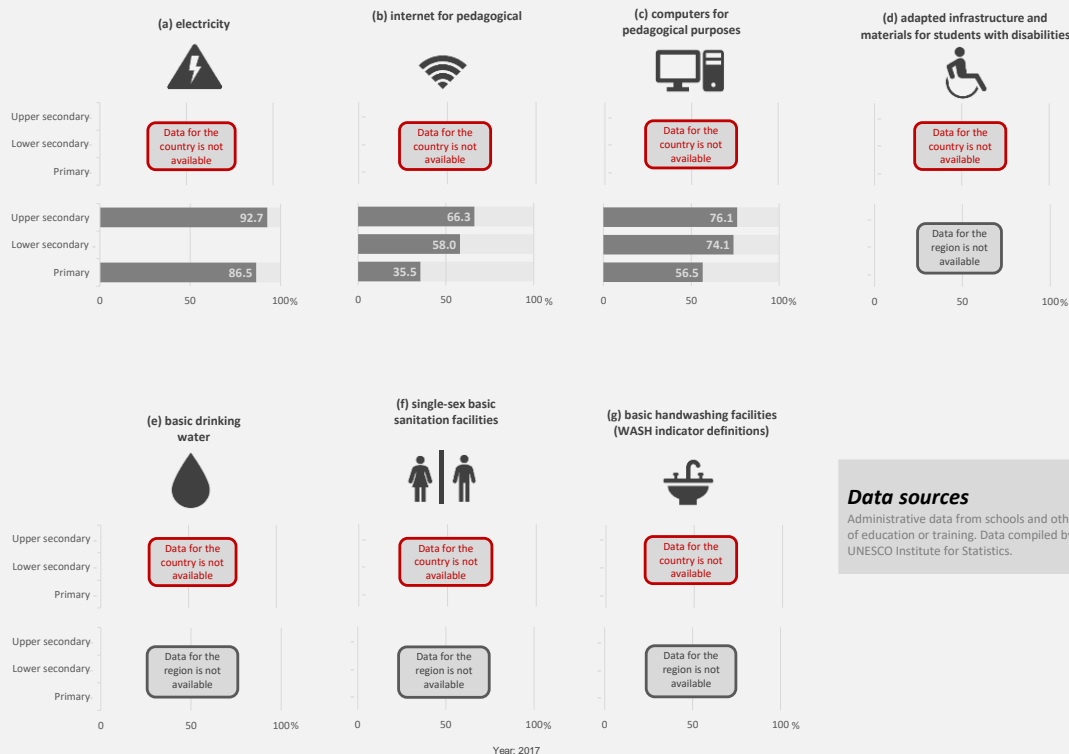 (a) electricity
(b) internet for pedagogical
(c) computers for
pedagogical purposes
(d) adapted infrastructure and
materials for students with disabilities
Upper secondary
Lower secondary
Primary
Data for the
country is not
available
Data for the
country is not
available
Data for the
country is not
available
Data for the
country is not
available
Upper secondary
Lower secondary
Primary
92.7
86.5
0 50 100%
66.3
58.0
35.5
0 50 100%
76.1
74.1
56.5
0 50 100%
Data for the
region is not
available
0 50 100%
(e) basic drinking
water
(f) single-sex basic
sanitation facilities
(g) basic handwashing facilities
(WASH indicator definitions)
Upper secondary
Lower secondary
Primary
Data for the
country is not
available
Data for the
country is not
available
Data for the
country is not
available
Data sources
Administrative data from schools and oth
of education or training. Data compiled by
UNESCO Institute for Statistics.
Upper secondary
Lower secondary
Primary
Data for the
region is not
available
Data for the
region is not
available
Data for the
region is not
available
0 50 100%
0 50 100%
0 50 100%
Year: 2017